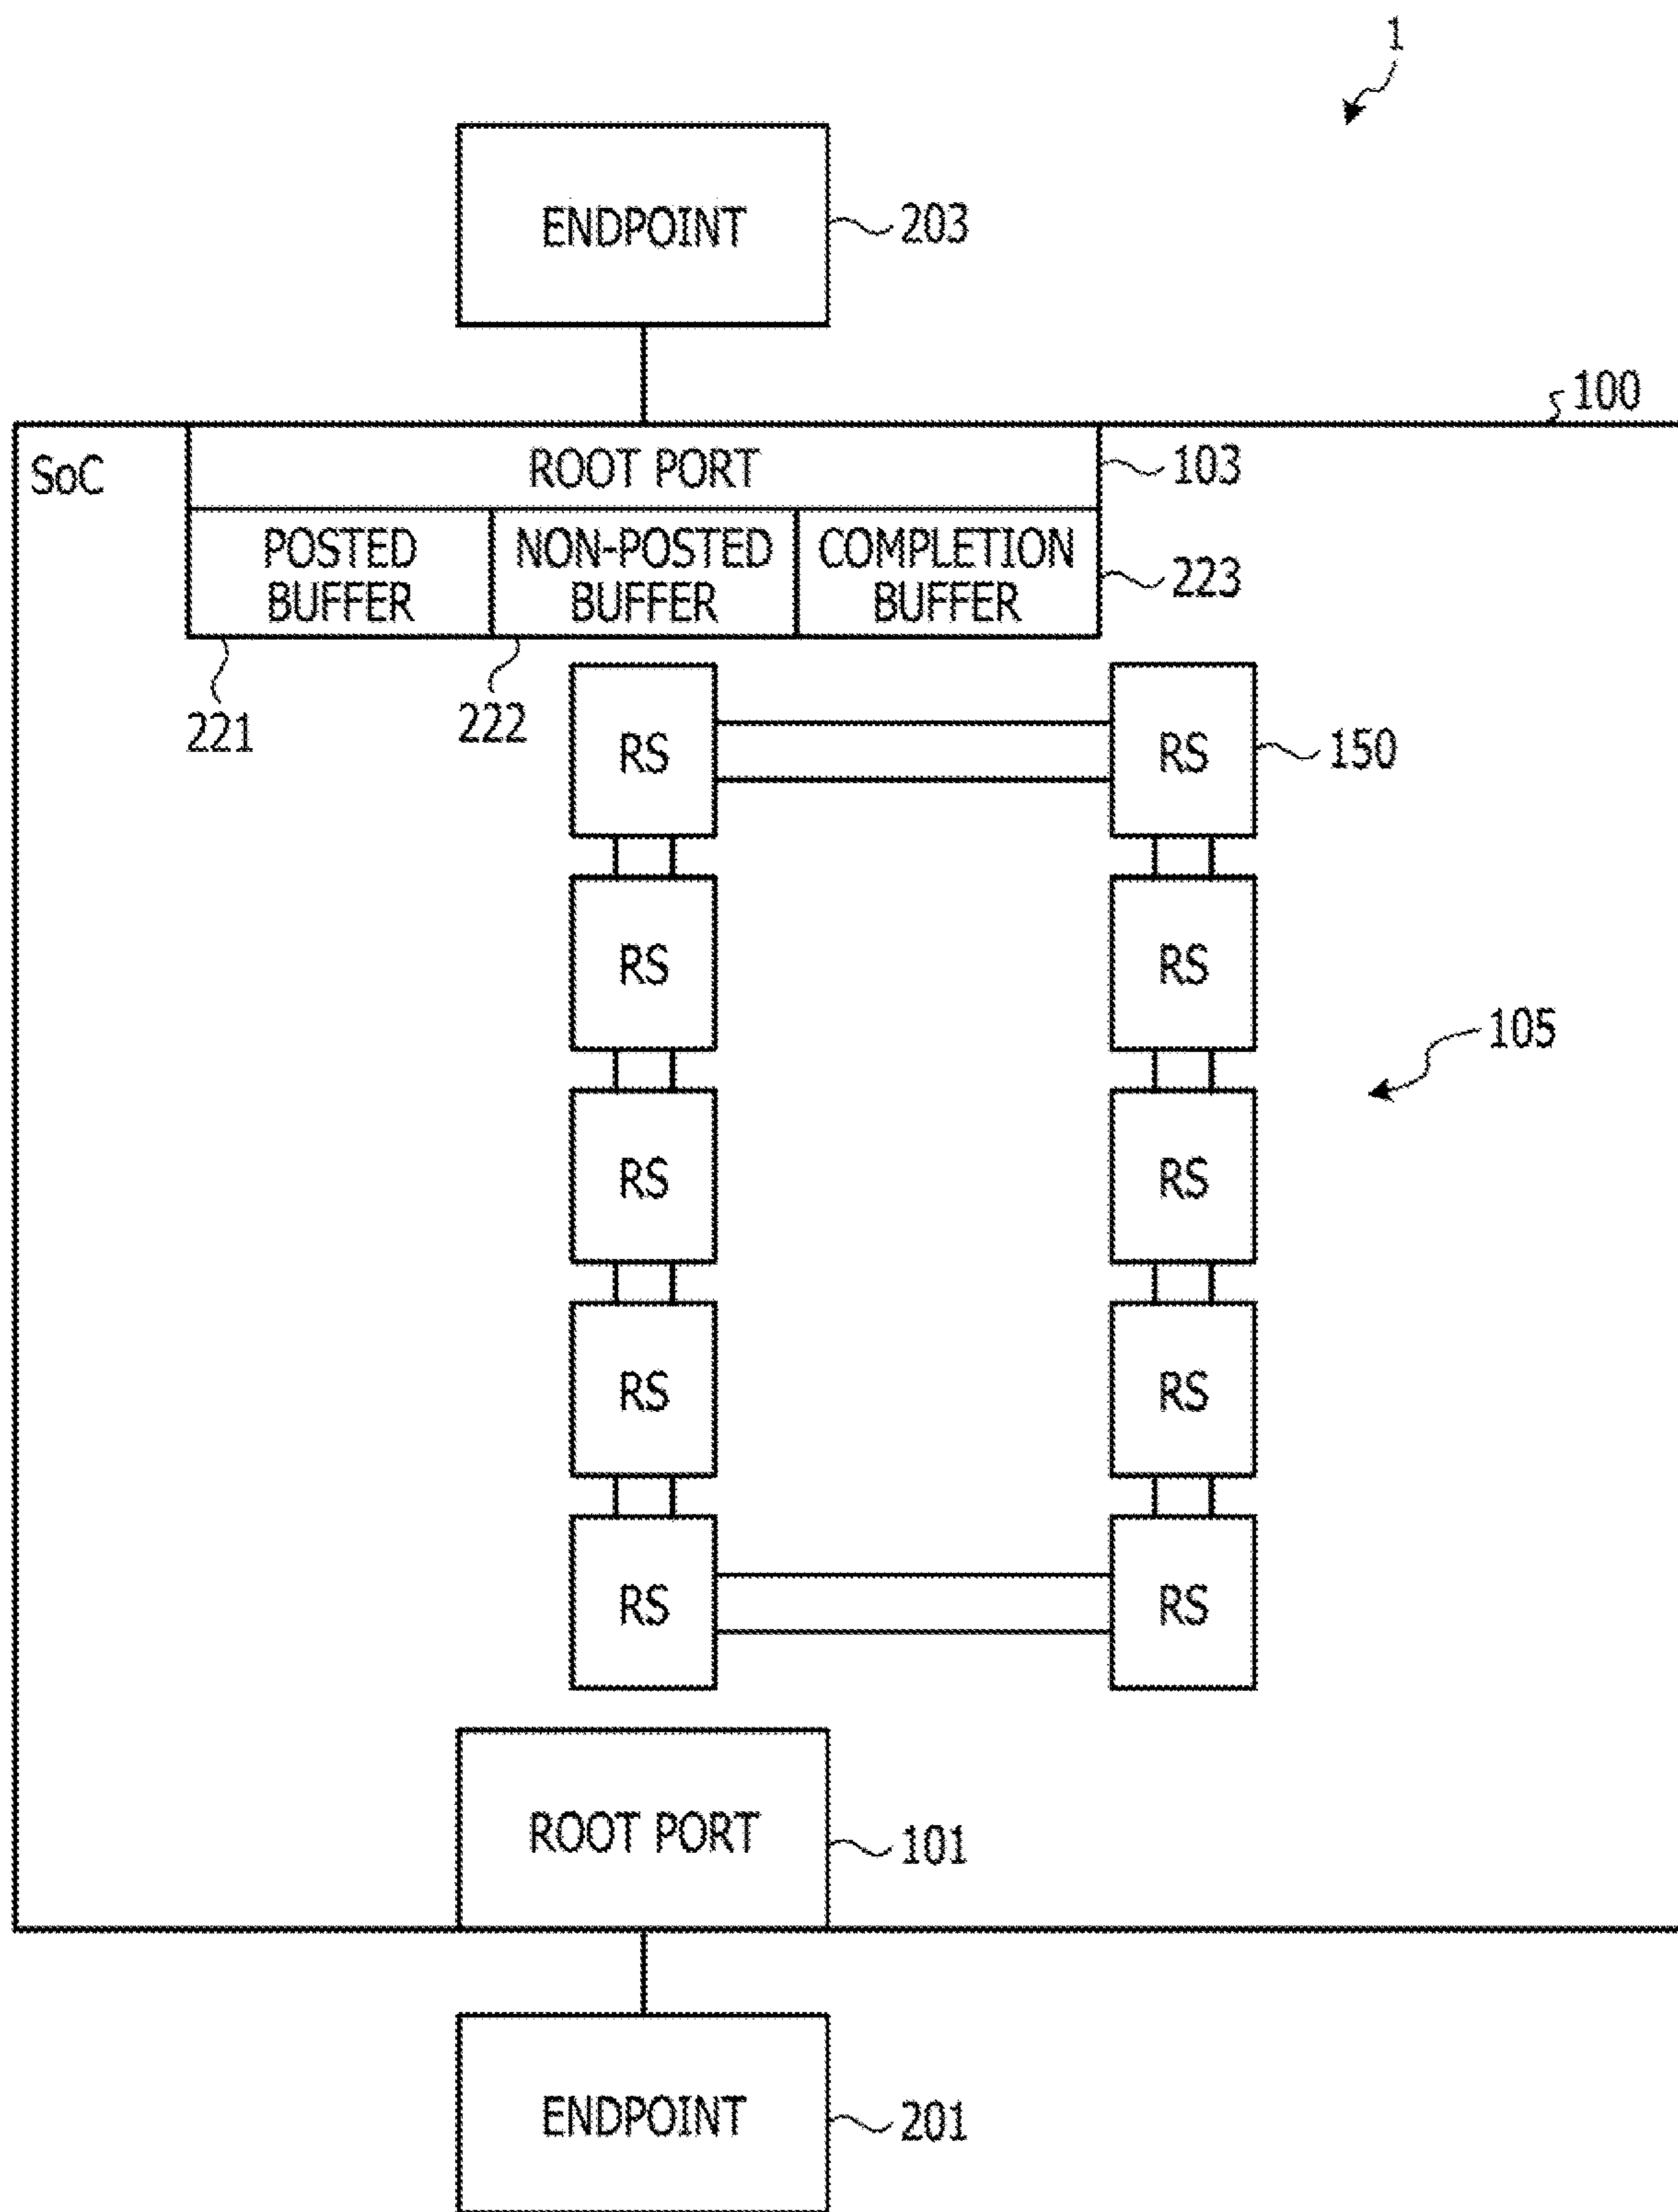 1
ENDPOINT
203
100
SoC
ROOT PORT
103
POSTED
BUFFER
NON-POSTED
BUFFER
COMPLETION
BUFFER
223
221
222
RS
RS
150
RS
RS
105
RS
RS
RS
RS
RS
RS
ROOT PORT
101
ENDPOINT
201